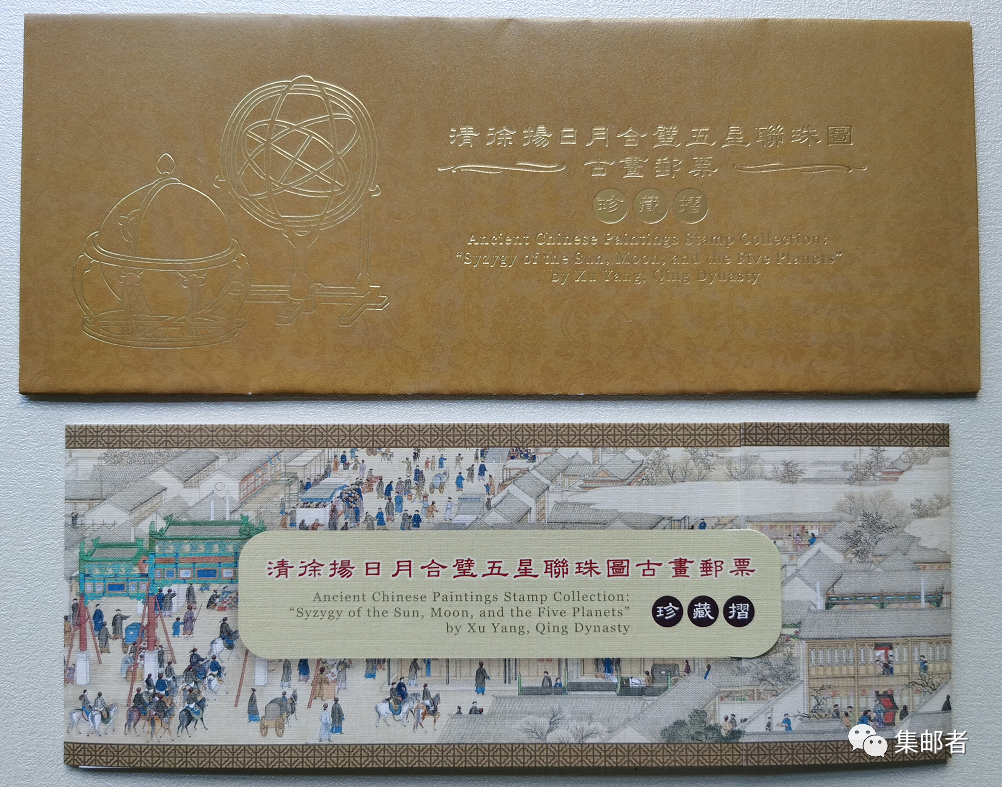 清徐揚日月合璧五星聯珠圖
古畫郵票
珍藏摺
Ancient Chinese Paintings Stamp Collection:
“Syzygy of the Sun, Moon, and the Five Planets”
by Xu Yang, Qing Dynasty
清徐揚日月合璧五星聯珠圖古畫郵票
Ancient Chinese Paintings Stamp Collection:
“Syzygy of the Sun, Moon, and the Five Planets”
by Xu Yang, Qing Dynasty
珍藏摺
集邮者